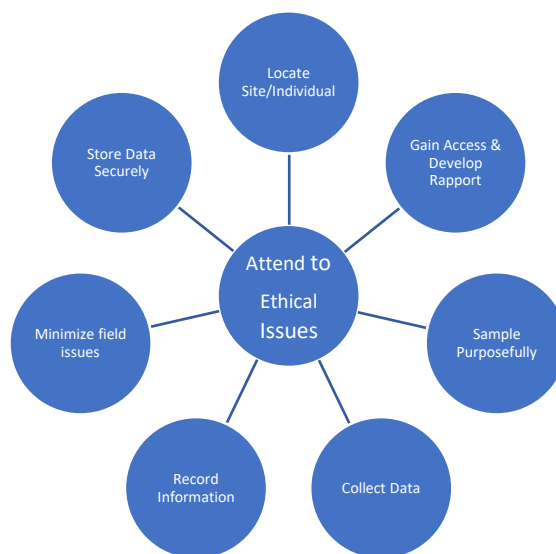 Locate
Site/Individual
Gain Access &
Develop
Rapport
Sample
Purposefully
Collect Data
Record
Information
Minimize field
issues
Store Data
Securely
Attend to
Ethical
Issues